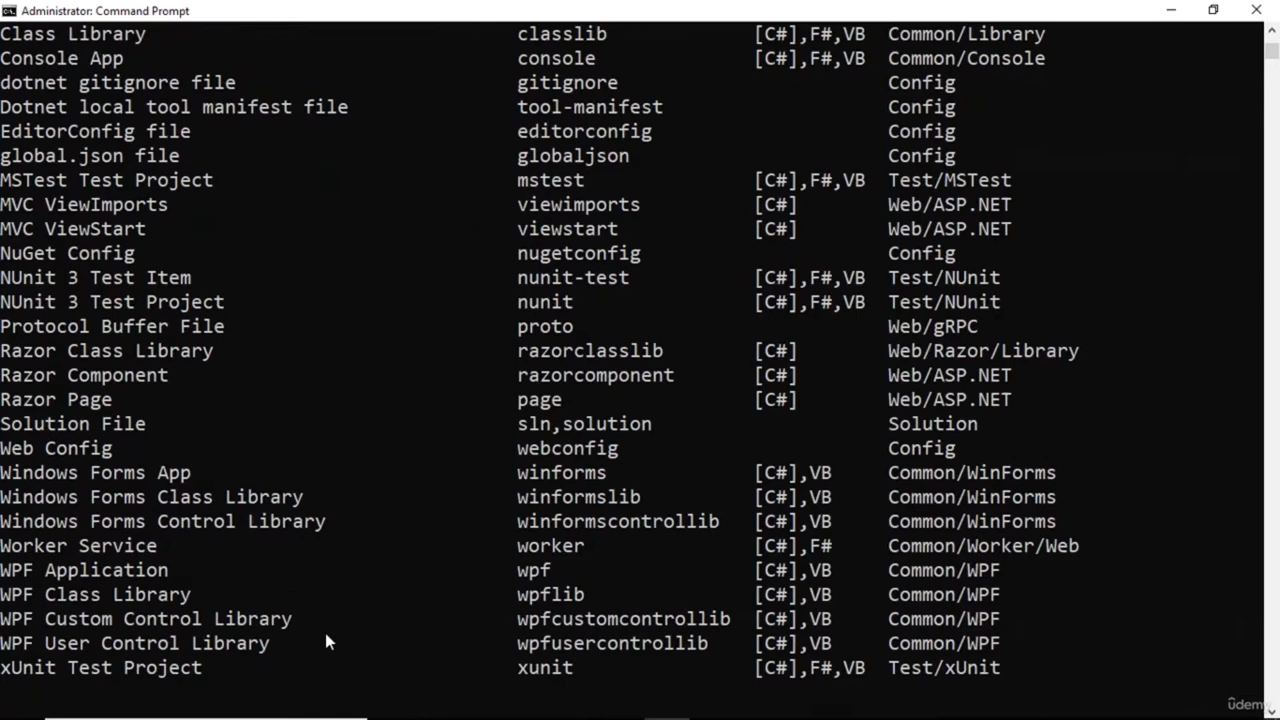 Administrator: Command Prompt
Class Library classlib [C#],F#,VB Common/Library
Console App console [C#],F#,VB Common/Console
dotnet gitignore file gitignore Config
Dotnet local tool manifest file tool-manifest Config
EditorConfig file editorconfig Config
global.json file globaljson Config
MSTest Test Project mstest [C#],F#,VB Test/MSTest
MVC ViewImports viewimports [C#] Web/ASP.NET
MVC ViewStart viewstart [C#] Web/ASP.NET
NuGet Config nugetconfig Config
NUnit 3 Test Item nunit-test [C#],F#,VB Test/NUnit
NUnit 3 Test Project nunit [C#],F#,VB Test/NUnit
Protocol Buffer File proto Web/gRPC
Razor Class Library razorclasslib [C#] Web/Razor/Library
Razor Component razorcomponent [C#] Web/ASP.NET
Razor Page page [C#] Web/ASP.NET
Solution File sln,solution Solution
Web Config webconfig Config
Windows Forms App winforms [C#],VB Common/WinForms
Windows Forms Class Library winformslib [C#],VB Common/WinForms
Windows Forms Control Library winformscontrollib [C#],VB Common/WinForms
Worker Service worker [C#],F# Common/Worker/Web
WPF Application wpf [C#],VB Common/WPF
WPF Class Library wpflib [C#],VB Common/WPF
WPF Custom Control Library wpfcustomcontrollib [C#],VB Common/WPF
WPF User Control Library wpfusercontrollib [C#],VB Common/WPF
xUnit Test Project xunit [C#],F#,VB Test/xUnit